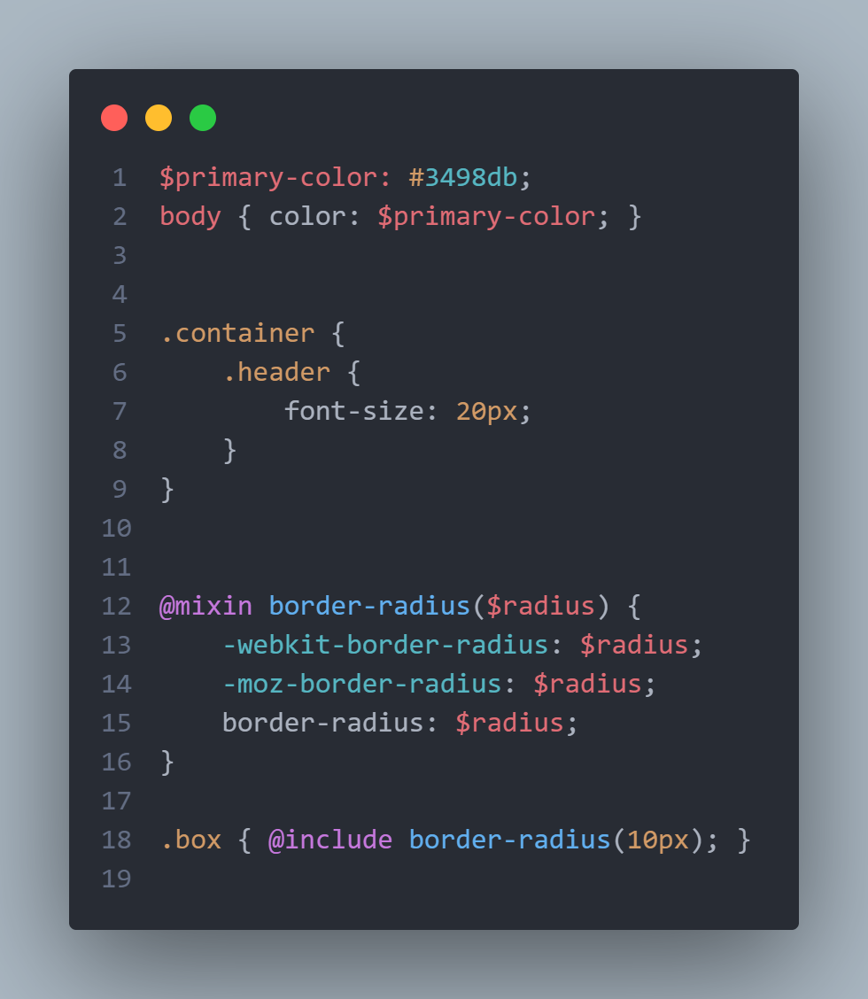 1 $primary-color: #3498db;
2 body { color: $primary-color; }
3
4
5 .container {
6     .header {
7         font-size: 20px;
8     }
9 }
10
11
12 @mixin border-radius($radius) {
13     -webkit-border-radius: $radius;
14     -moz-border-radius: $radius;
15     border-radius: $radius;
16 }
17
18 .box { @include border-radius(10px); }
19